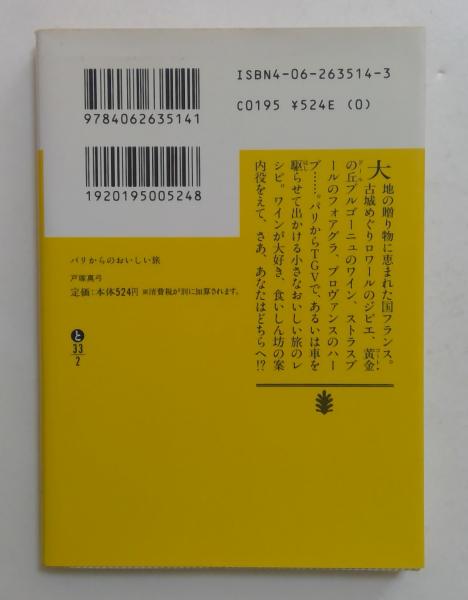 ISBN4-06-263514-3
C0195 ¥524E (0)
9784062635141
1920195005248
大地の贈り物に恵まれた国フランス。
古城めぐりロワールのジビエ、黄金
の丘ブルゴーニュのワイン、ストラスブ
ールのフォアグラ、プロヴァンスのハー
ブ……。パリからTGVで、あるいは車を
駆らせて出かける小さなおいしい旅のレ
シピ。ワインが大好き、食いしん坊の案
内役をえて、さあ、あなたはどちらへ!?
パリからのおいしい旅
戸塚真弓
定価:本体524円 ※消費税が別に加算されます。
と
33
2